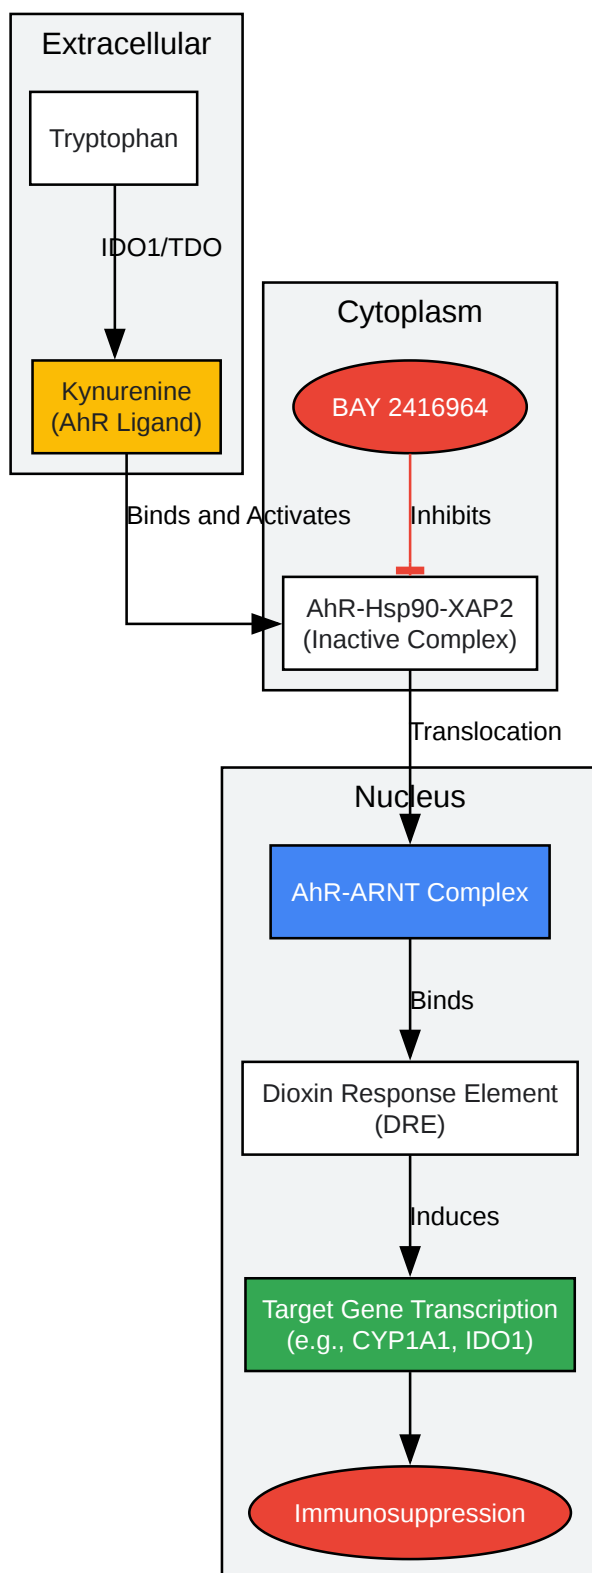 Extracellular
Tryptophan
IDO1/TDO
Cytoplasm
Kynurenine
(AhR Ligand)
BAY 2416964
Binds and Activates
Inhibits
AhR-Hsp90-XAP2
(Inactive Complex)
Translocation
Nucleus
AhR-ARNT Complex
Binds
Dioxin Response Element
(DRE)
Induces
Target Gene Transcription
(e.g., CYP1A1, IDO1)
Immunosuppression